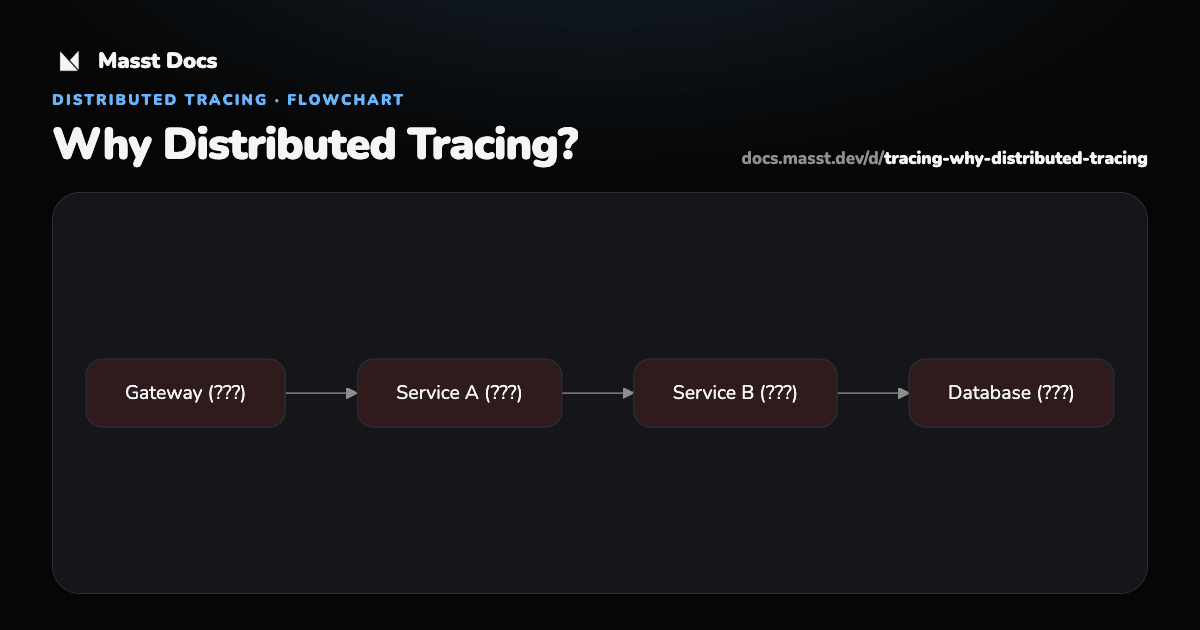 Masst Docs
DISTRIBUTED TRACING · FLOWCHART
Why Distributed Tracing?
docs.masst.dev/d/tracing-why-distributed-tracing
Gateway (???)
Service A (???)
Service B (???)
Database (???)